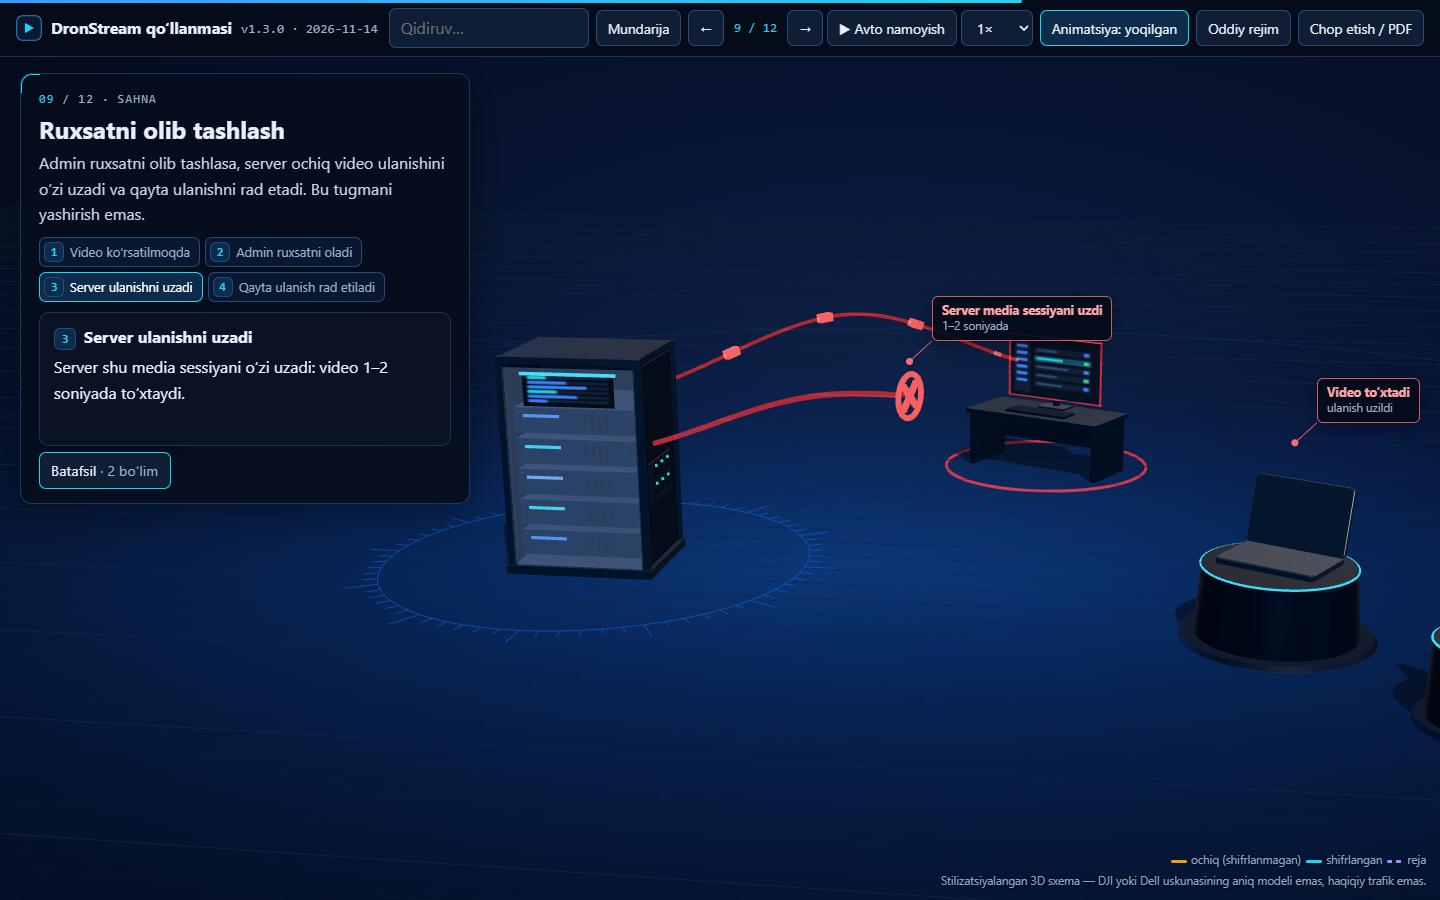 DronStream qo‘llanmasi v1.3.0 · 2026-11-14 Qidiruv... Mundarija ← 9 / 12 → ▶ Avto namoyish 1× Animatsiya: yoqilgan Oddiy rejim Chop etish / PDF
09 / 12 · SAHNA
Ruxsatni olib tashlash
Admin ruxsatni olib tashlasa, server ochiq video ulanishini
o‘zi uzadi va qayta ulanishni rad etadi. Bu tugmani
yashirish emas.
1 Video ko‘rsatilmoqda 2 Admin ruxsatni oladi
3 Server ulanishni uzadi 4 Qayta ulanish rad etiladi
3 Server ulanishni uzadi
Server shu media sessiyani o‘zi uzadi: video 1–2
soniyada to‘xtaydi.
Batafsil · 2 bo‘lim
Server media sessiyani uzdi
1–2 soniyada
Video to‘xtadi
ulanish uzildi
ochiq (shifrlanmagan) shifrlangan reja
Stilizatsiyalangan 3D sxema — DJI yoki Dell uskunasining aniq modeli emas, haqiqiy trafik emas.